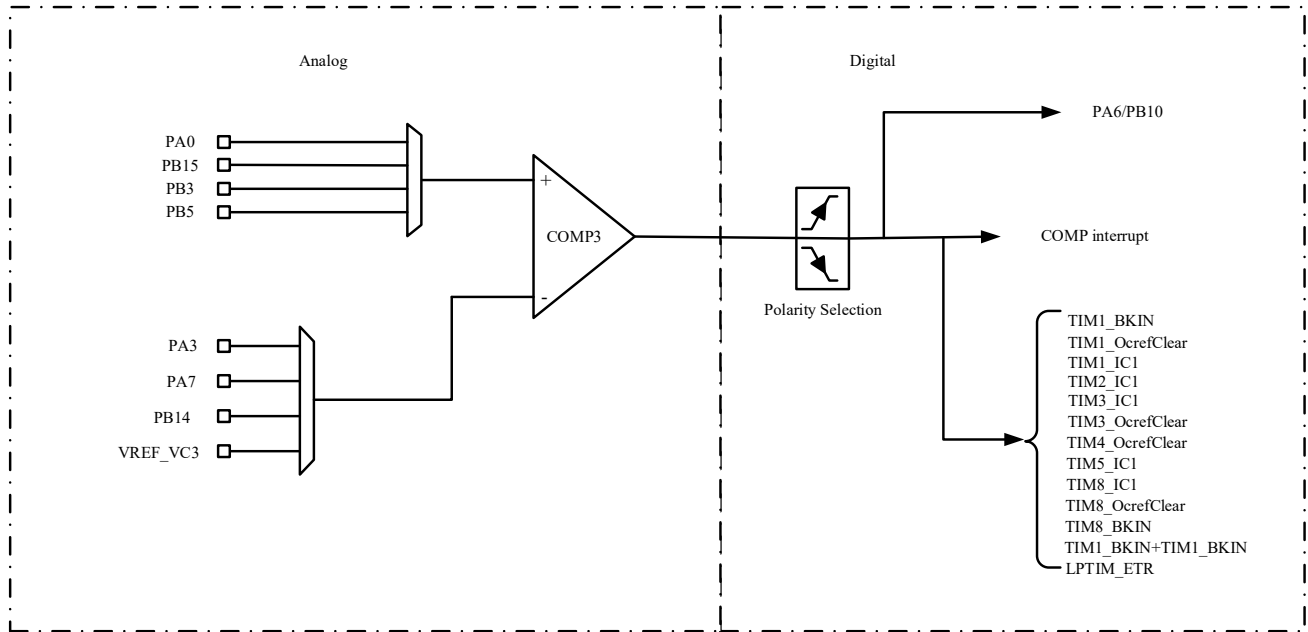 Analog
Digital
PA0
PB15
PB3
PB5
+
COMP3
-
PA3
PA7
PB14
VREF_VC3
Polarity Selection
PA6/PB10
COMP interrupt
TIM1_BKIN
TIM1_OcrefClear
TIM1_IC1
TIM2_IC1
TIM3_IC1
TIM3_OcrefClear
TIM4_OcrefClear
TIM5_IC1
TIM8_IC1
TIM8_OcrefClear
TIM8_BKIN
TIM1_BKIN+TIM1_BKIN
LPTIM_ETR